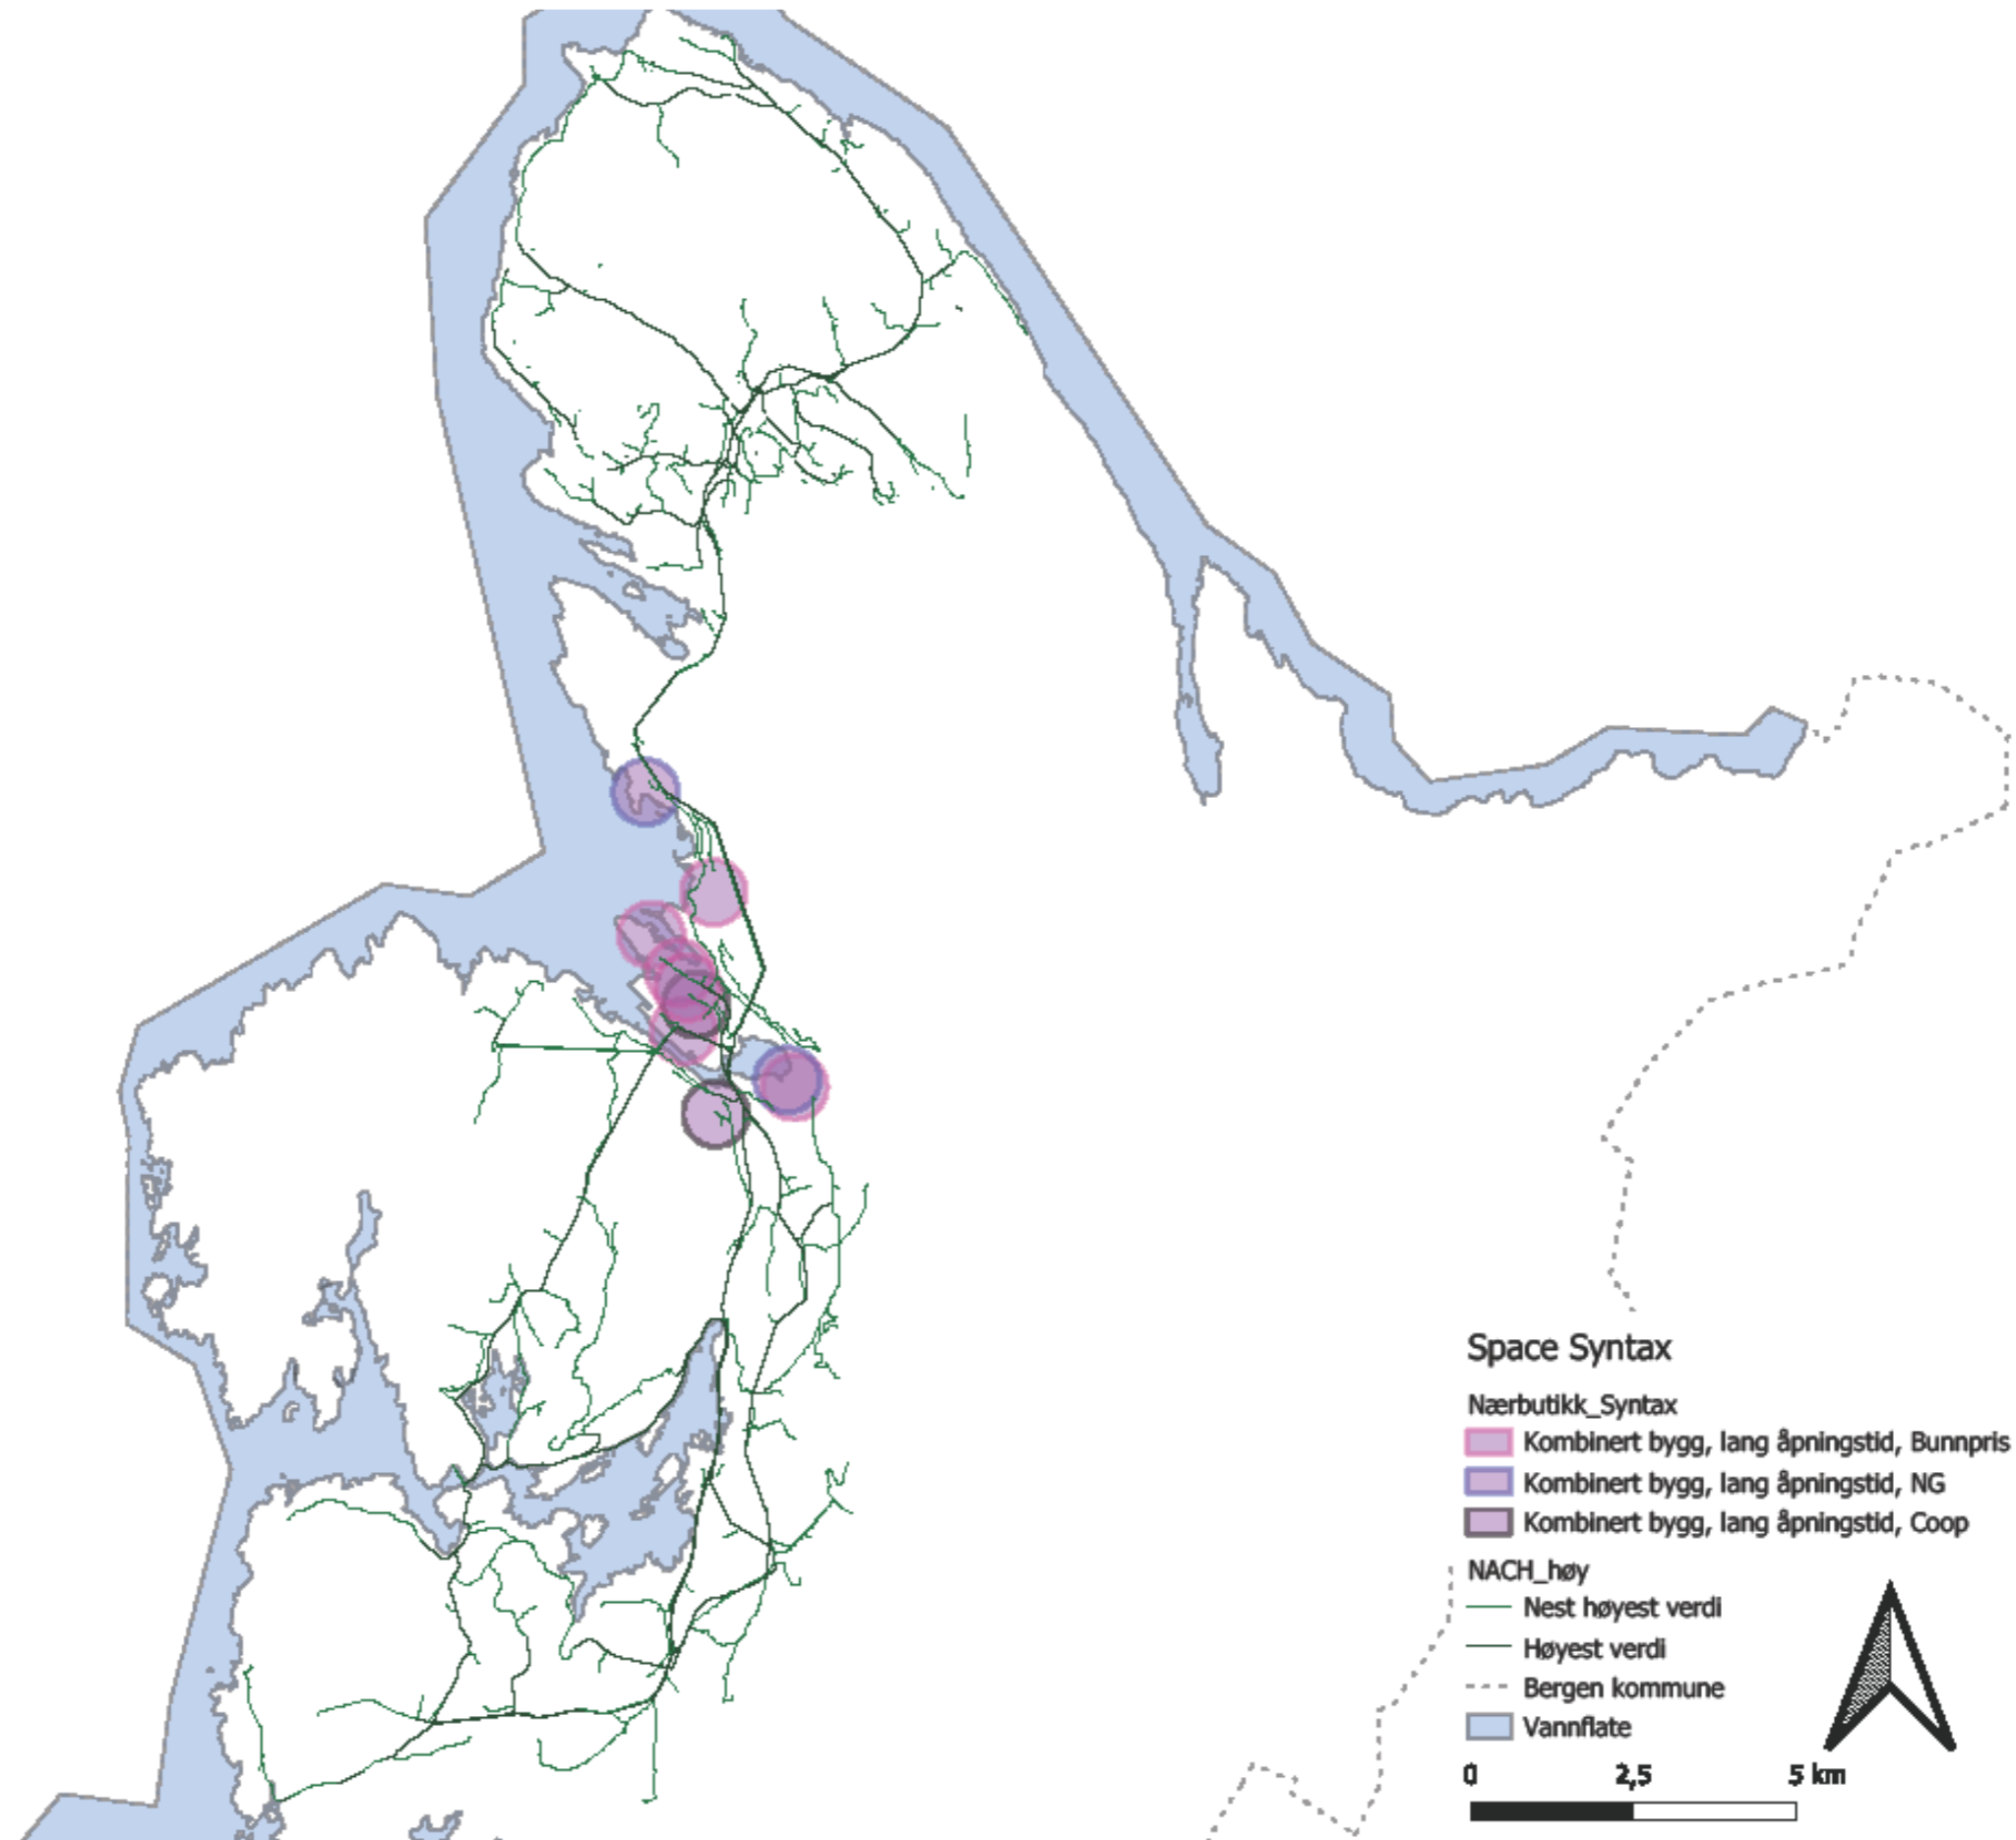 Space Syntax
Nærbutikk_Syntax
Kombinert bygg, lang åpningstid, Bunnpris
Kombinert bygg, lang åpningstid, NG
Kombinert bygg, lang åpningstid, Coop
NACH_høy
Nest høyest verdi
Høyest verdi
Bergen kommune
Vannflate
0 2,5 5 km